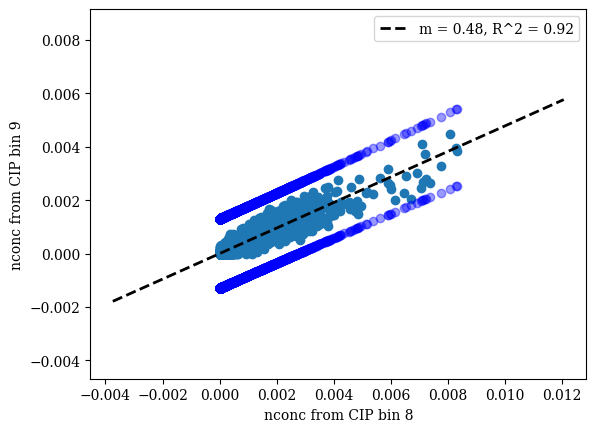 m = 0.48, R^2 = 0.92
0.008
0.006
0.004
0.002
0.000
−0.002
−0.004
nconc from CIP bin 9
−0.004 −0.002 0.000 0.002 0.004 0.006 0.008 0.010 0.012
nconc from CIP bin 8